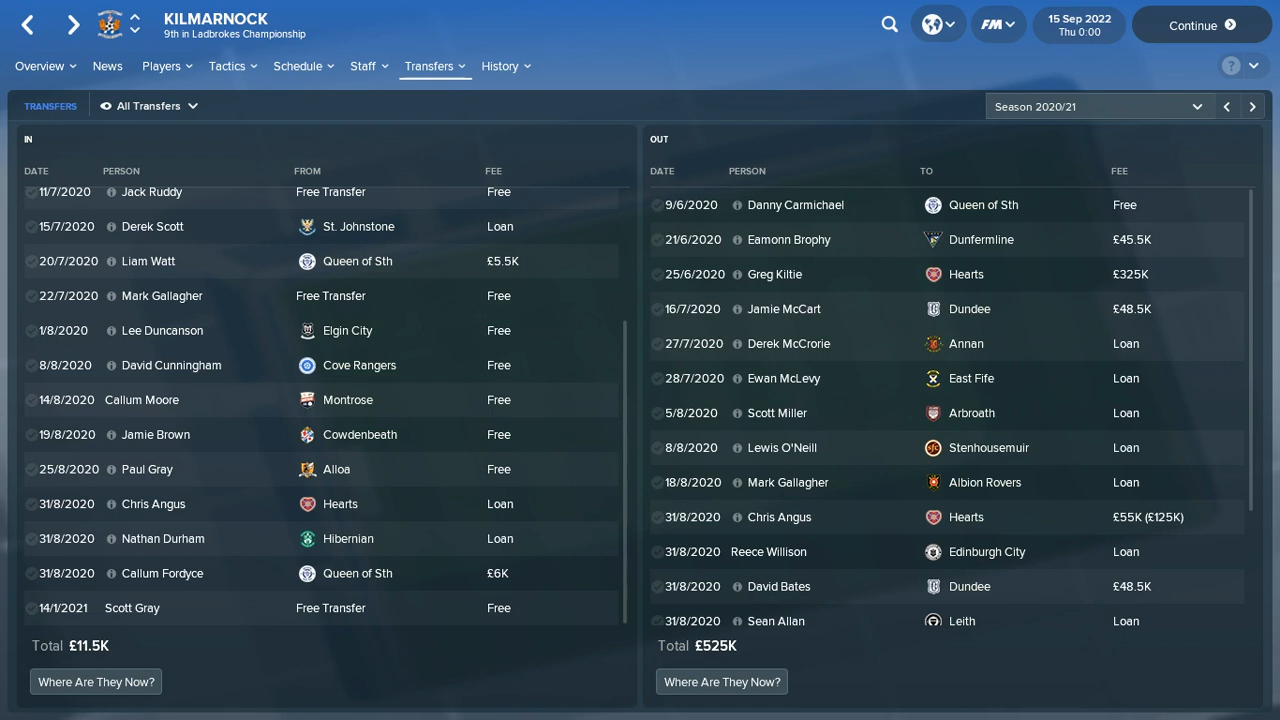 KILMARNOCK
9th in Ladbrokes Championship
FM
15 Sep 2022
Thu 0:00
Continue
Overview News Players Tactics Schedule Staff Transfers History
?
TRANSFERS All Transfers Season 2020/21
IN
DATE PERSON FROM FEE
11/7/2020 Jack Ruddy Free Transfer Free
15/7/2020 Derek Scott St. Johnstone Loan
20/7/2020 Liam Watt Queen of Sth £5.5K
22/7/2020 Mark Gallagher Free Transfer Free
1/8/2020 Lee Duncanson Elgin City Free
8/8/2020 David Cunningham Cove Rangers Free
14/8/2020 Callum Moore Montrose Free
19/8/2020 Jamie Brown Cowdenbeath Free
25/8/2020 Paul Gray Alloa Free
31/8/2020 Chris Angus Hearts Loan
31/8/2020 Nathan Durham Hibernian Loan
31/8/2020 Callum Fordyce Queen of Sth £6K
14/1/2021 Scott Gray Free Transfer Free
Total £11.5K
Where Are They Now?
OUT
DATE PERSON TO FEE
9/6/2020 Danny Carmichael Queen of Sth Free
21/6/2020 Eamonn Brophy Dunfermline £45.5K
25/6/2020 Greg Kiltie Hearts £325K
16/7/2020 Jamie McCart Dundee £48.5K
27/7/2020 Derek McCrorie Annan Loan
28/7/2020 Ewan McLevy East Fife Loan
5/8/2020 Scott Miller Arbroath Loan
8/8/2020 Lewis O'Neill Stenhousemuir Loan
18/8/2020 Mark Gallagher Albion Rovers Loan
31/8/2020 Chris Angus Hearts £55K (£125K)
31/8/2020 Reece Willison Edinburgh City Loan
31/8/2020 David Bates Dundee £48.5K
31/8/2020 Sean Allan Leith Loan
Total £525K
Where Are They Now?